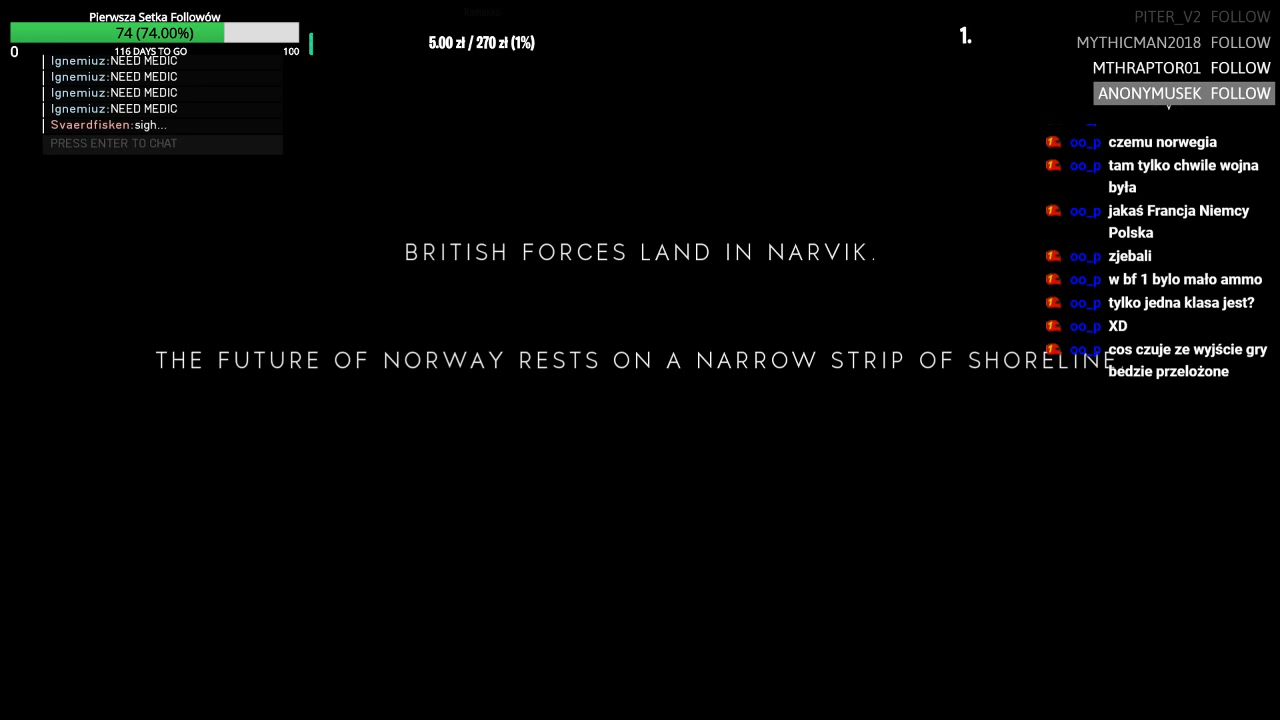 Pierwsza Setka Followów
74 (74.00%)
0
116 DAYS TO GO
100
Ignemiuz:NEED MEDIC
Ignemiuz:NEED MEDIC
Ignemiuz:NEED MEDIC
Ignemiuz:NEED MEDIC
Svaerdfisken:sigh...
PRESS ENTER TO CHAT
5.00 zł / 270 zł (1%)
1.
PITER_V2 FOLLOW
MYTHICMAN2018 FOLLOW
MTHRAPTOR01 FOLLOW
ANONYMUSEK FOLLOW
oo_p czemu norwegia
oo_p tam tylko chwile wojna
była
oo_p jakaś Francja Niemcy
Polska
oo_p zjebali
oo_p w bf 1 bylo mało ammo
oo_p tylko jedna klasa jest?
oo_p XD
oo_p cos czuje ze wyjście gry
bedzie przelożone
BRITISH FORCES LAND IN NARVIK.
THE FUTURE OF NORWAY RESTS ON A NARROW STRIP OF SHORELINE.